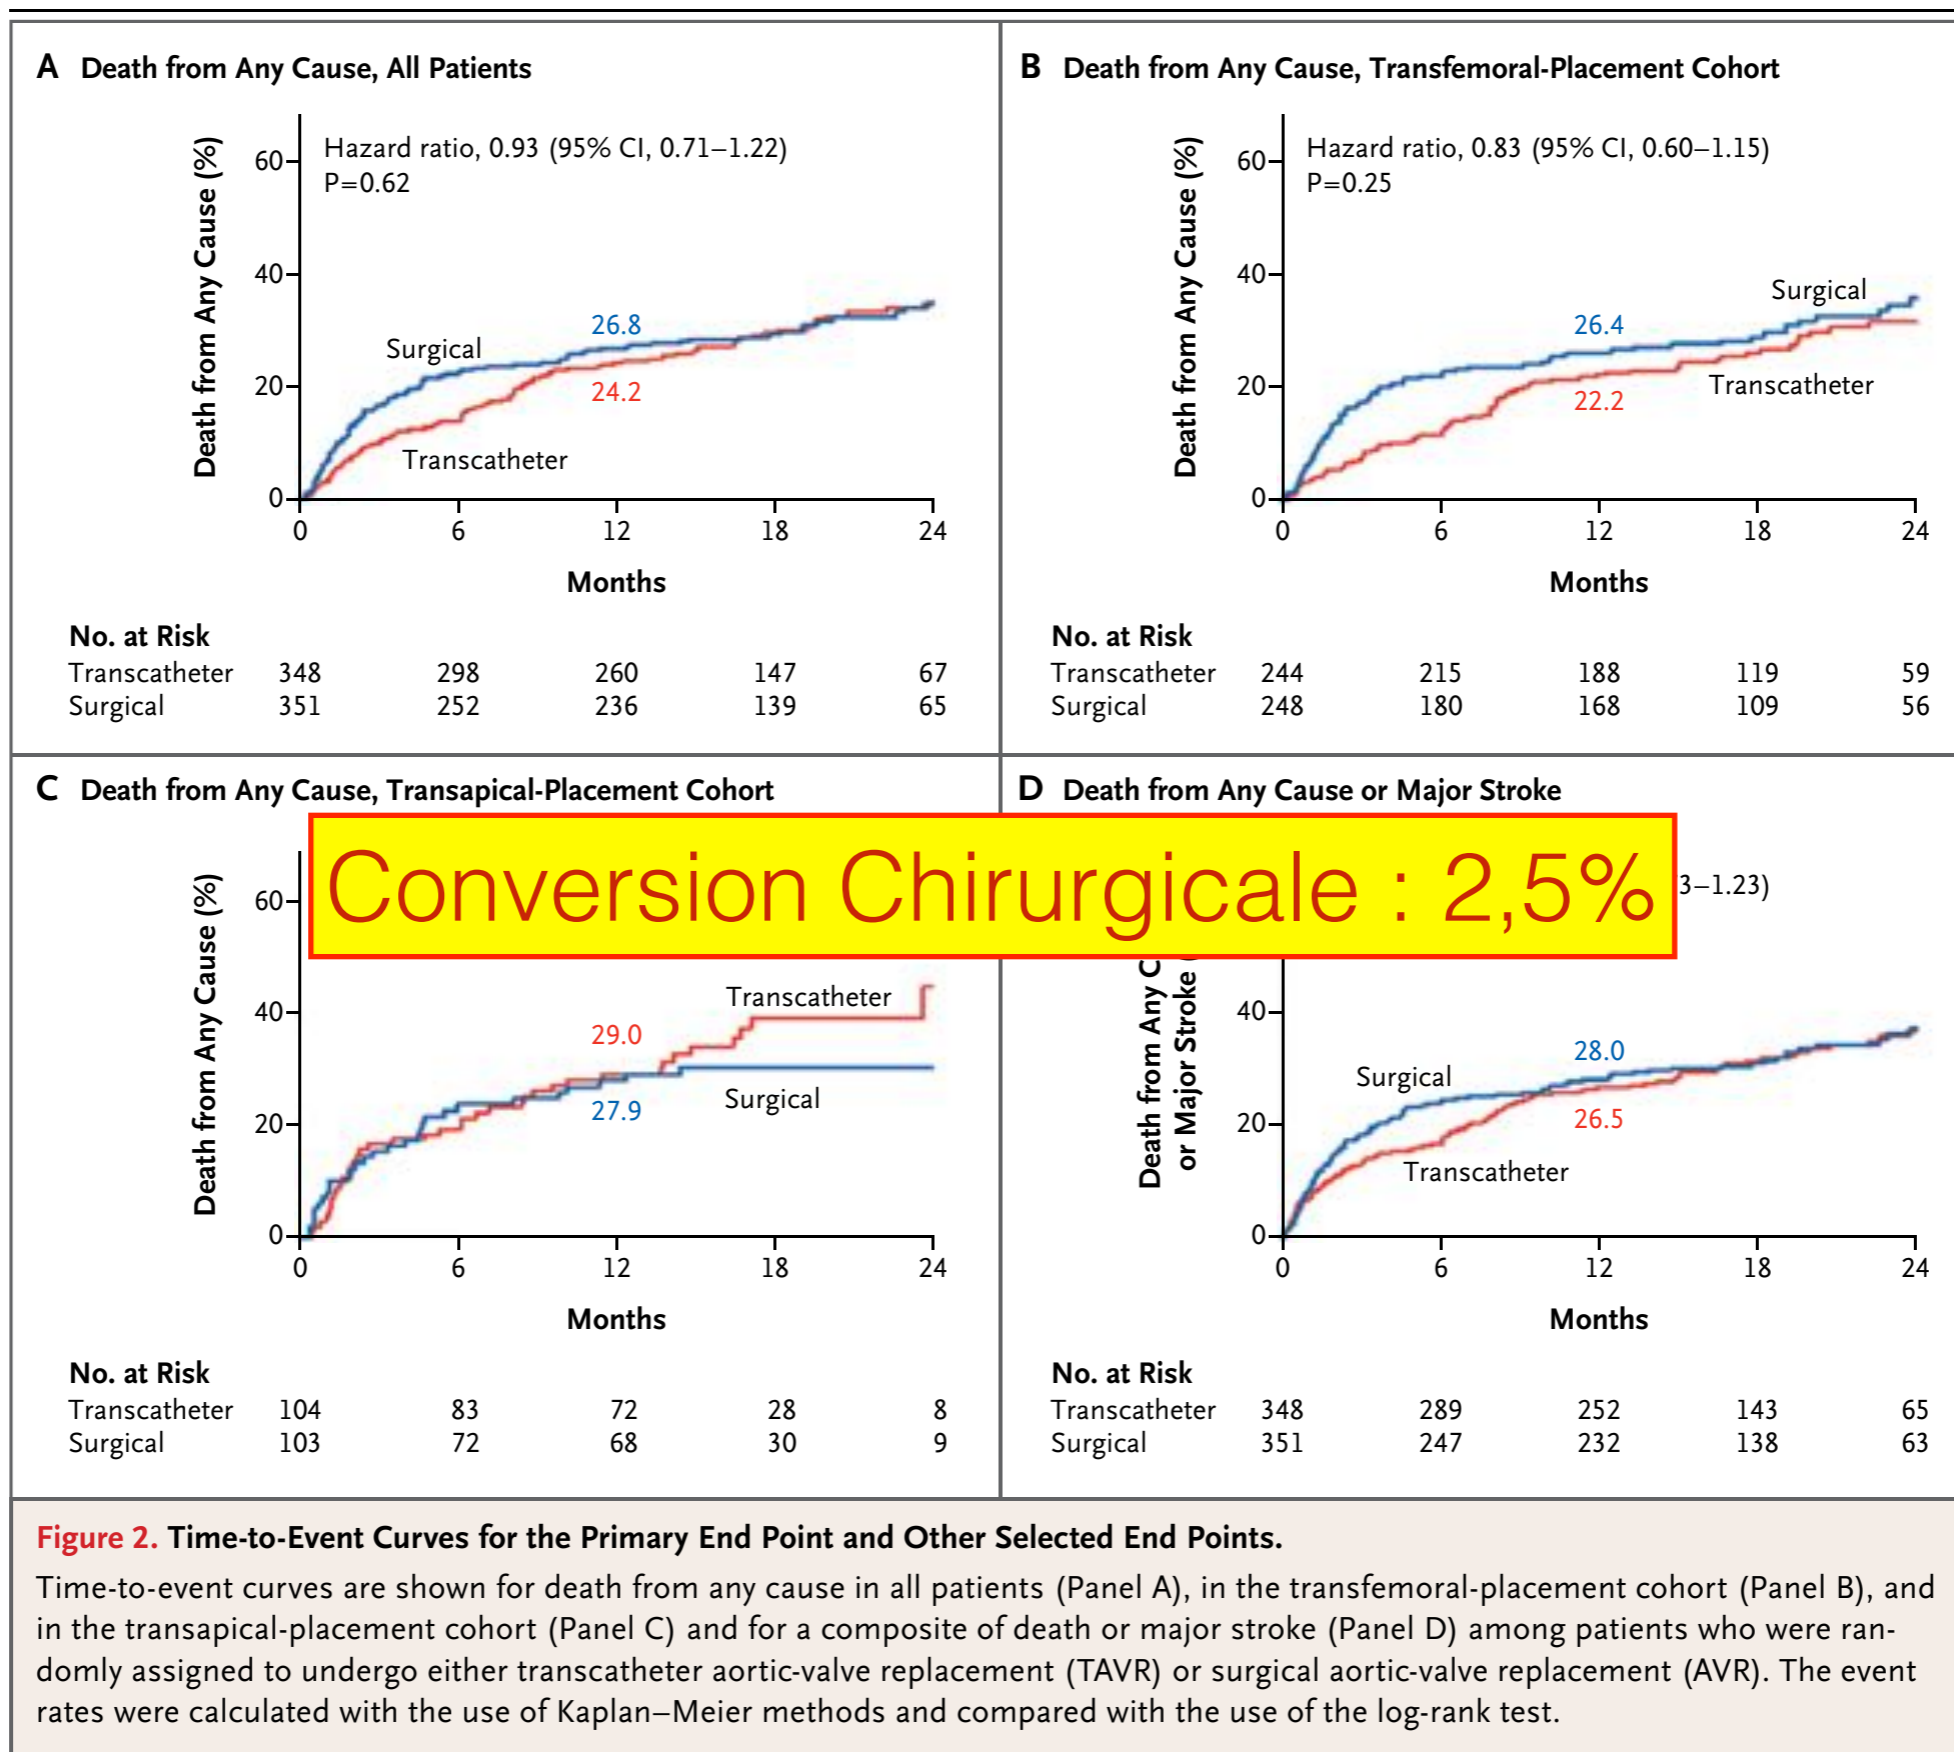 A Death from Any Cause, All Patients
Death from Any Cause (%)
60
40
20
0
Hazard ratio, 0.93 (95% CI, 0.71–1.22)
P=0.62
Surgical
26.8
24.2
Transcatheter
0 6 12 18 24
Months
No. at Risk
Transcatheter 348 298 260 147 67
Surgical 351 252 236 139 65
B Death from Any Cause, Transfemoral-Placement Cohort
Death from Any Cause (%)
60
40
20
0
Hazard ratio, 0.83 (95% CI, 0.60–1.15)
P=0.25
Surgical
26.4
22.2
Transcatheter
0 6 12 18 24
Months
No. at Risk
Transcatheter 244 215 188 119 59
Surgical 248 180 168 109 56
C Death from Any Cause, Transapical-Placement Cohort
Conversion Chirurgicale : 2,5%
Death from Any Cause (%)
60
40
20
0
Transcatheter
29.0
27.9
Surgical
0 6 12 18 24
Months
No. at Risk
Transcatheter 104 83 72 28 8
Surgical 103 72 68 30 9
D Death from Any Cause or Major Stroke
3–1.23)
Death from Any C
or Major Stroke
40
20
0
Surgical
28.0
26.5
Transcatheter
0 6 12 18 24
Months
No. at Risk
Transcatheter 348 289 252 143 65
Surgical 351 247 232 138 63
Figure 2. Time-to-Event Curves for the Primary End Point and Other Selected End Points.
Time-to-event curves are shown for death from any cause in all patients (Panel A), in the transfemoral-placement cohort (Panel B), and
in the transapical-placement cohort (Panel C) and for a composite of death or major stroke (Panel D) among patients who were ran-
domly assigned to undergo either transcatheter aortic-valve replacement (TAVR) or surgical aortic-valve replacement (AVR). The event
rates were calculated with the use of Kaplan–Meier methods and compared with the use of the log-rank test.